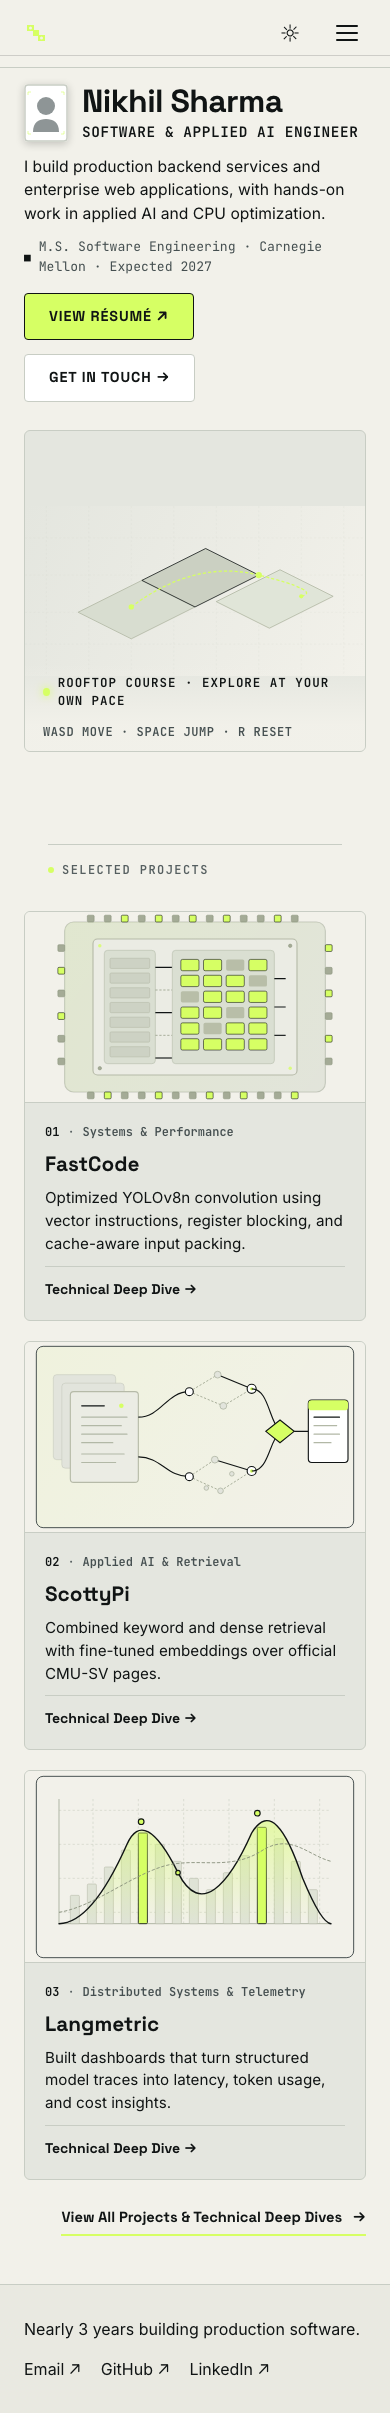 Nikhil Sharma
SOFTWARE & APPLIED AI ENGINEER
I build production backend services and
enterprise web applications, with hands-on
work in applied AI and CPU optimization.
M.S. Software Engineering · Carnegie
Mellon · Expected 2027
VIEW RÉSUMÉ ↗
GET IN TOUCH →
ROOFTOP COURSE · EXPLORE AT YOUR
OWN PACE
WASD MOVE · SPACE JUMP · R RESET
SELECTED PROJECTS
01 · Systems & Performance
FastCode
Optimized YOLOv8n convolution using
vector instructions, register blocking, and
cache-aware input packing.
Technical Deep Dive →
02 · Applied AI & Retrieval
ScottyPi
Combined keyword and dense retrieval
with fine-tuned embeddings over official
CMU-SV pages.
Technical Deep Dive →
03 · Distributed Systems & Telemetry
Langmetric
Built dashboards that turn structured
model traces into latency, token usage,
and cost insights.
Technical Deep Dive →
View All Projects & Technical Deep Dives →
Nearly 3 years building production software.
Email ↗ GitHub ↗ LinkedIn ↗